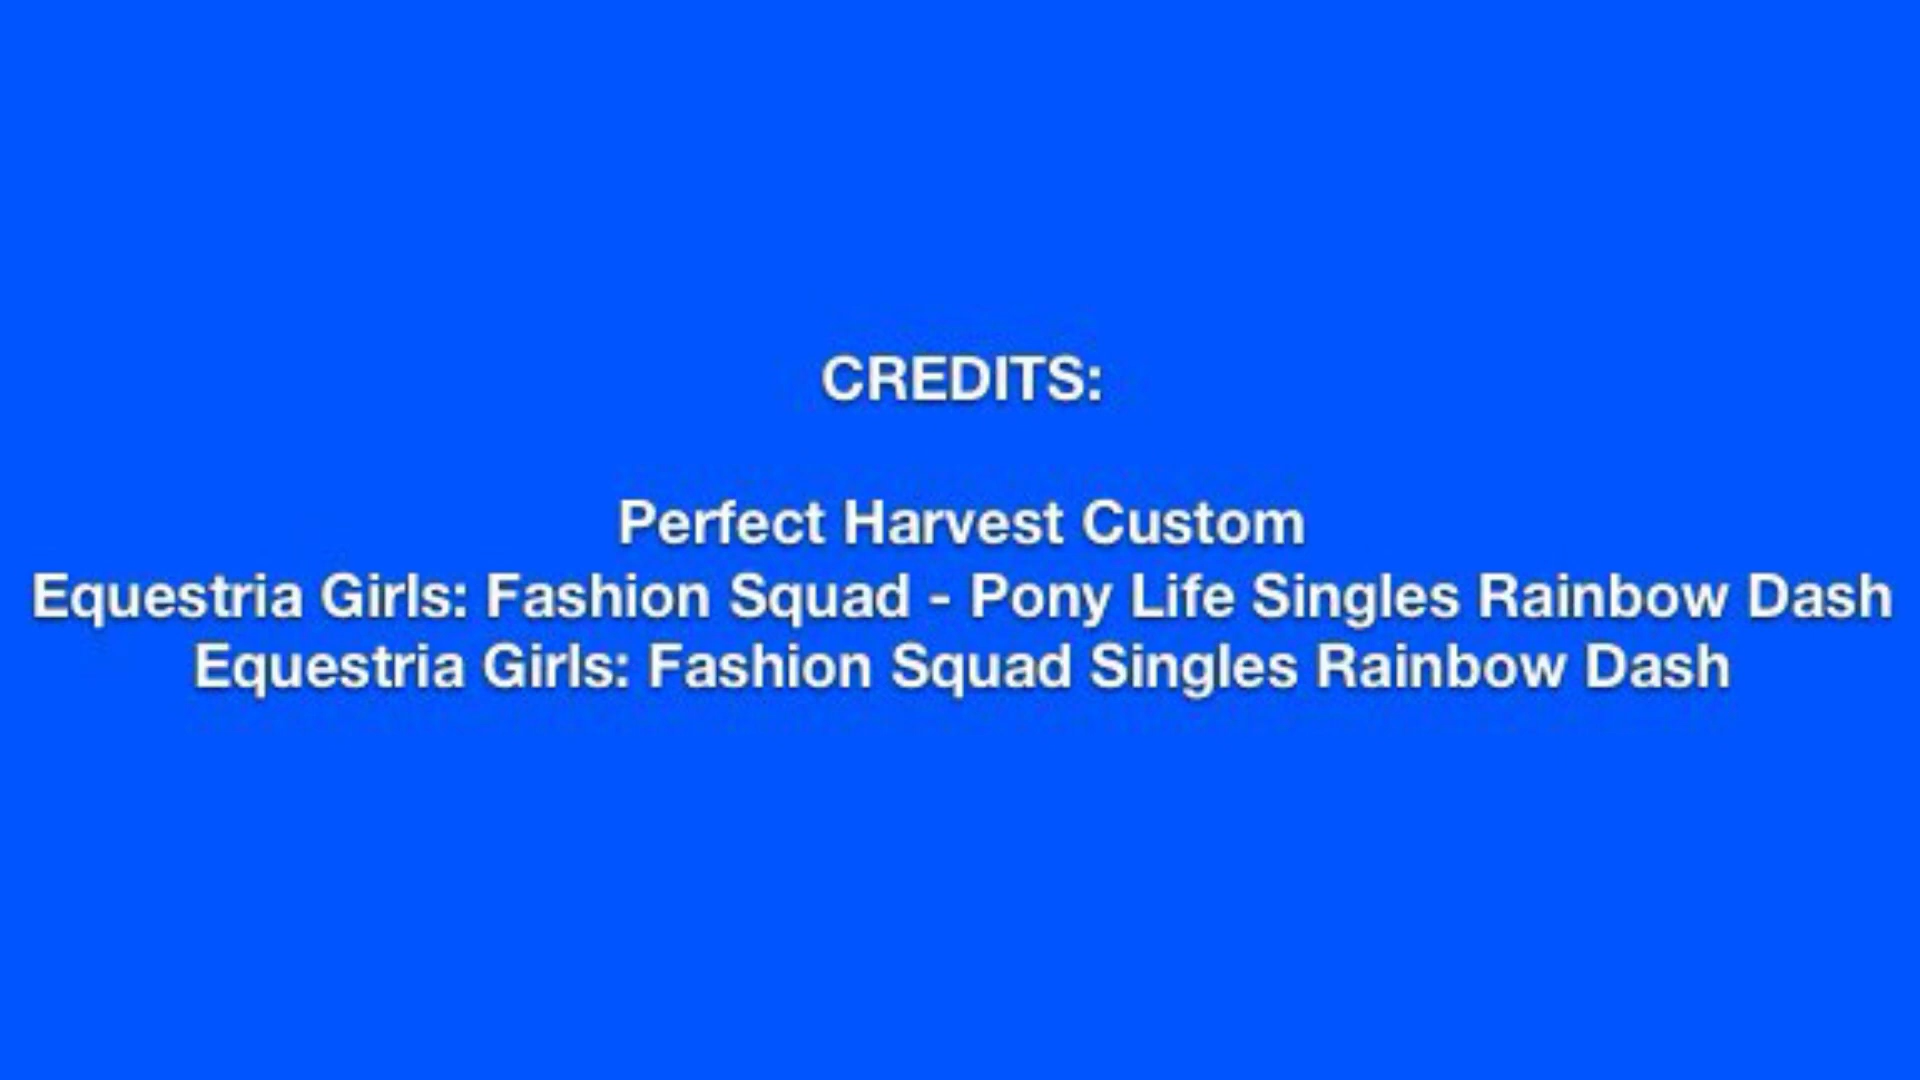 CREDITS:
Perfect Harvest Custom
Equestria Girls: Fashion Squad - Pony Life Singles Rainbow Dash
Equestria Girls: Fashion Squad Singles Rainbow Dash